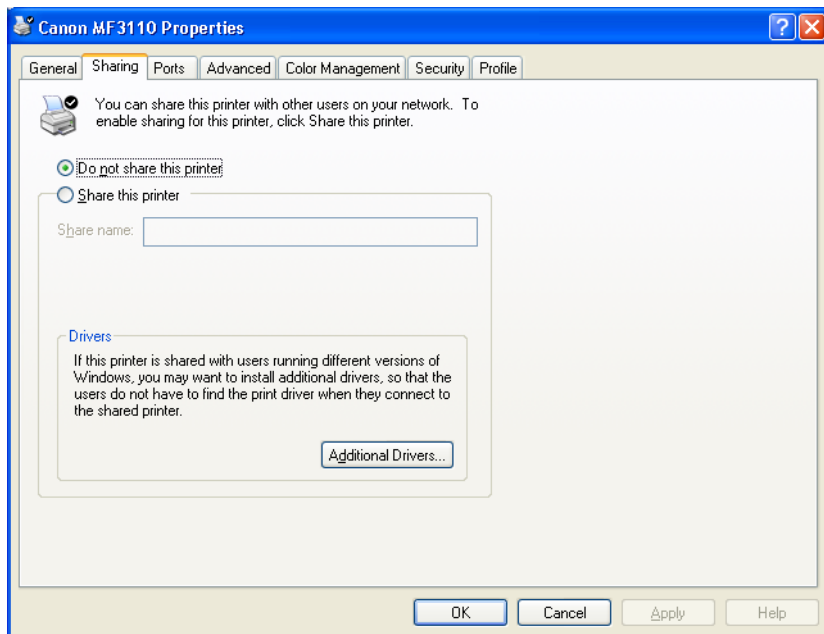 Canon MF3110 Properties
General Sharing Ports Advanced Color Management Security Profile
You can share this printer with other users on your network. To
enable sharing for this printer, click Share this printer.
Do not share this printer
Share this printer
Share name:
Drivers
If this printer is shared with users running different versions of
Windows, you may want to install additional drivers, so that the
users do not have to find the print driver when they connect to
the shared printer.
Additional Drivers...
OK Cancel Apply Help